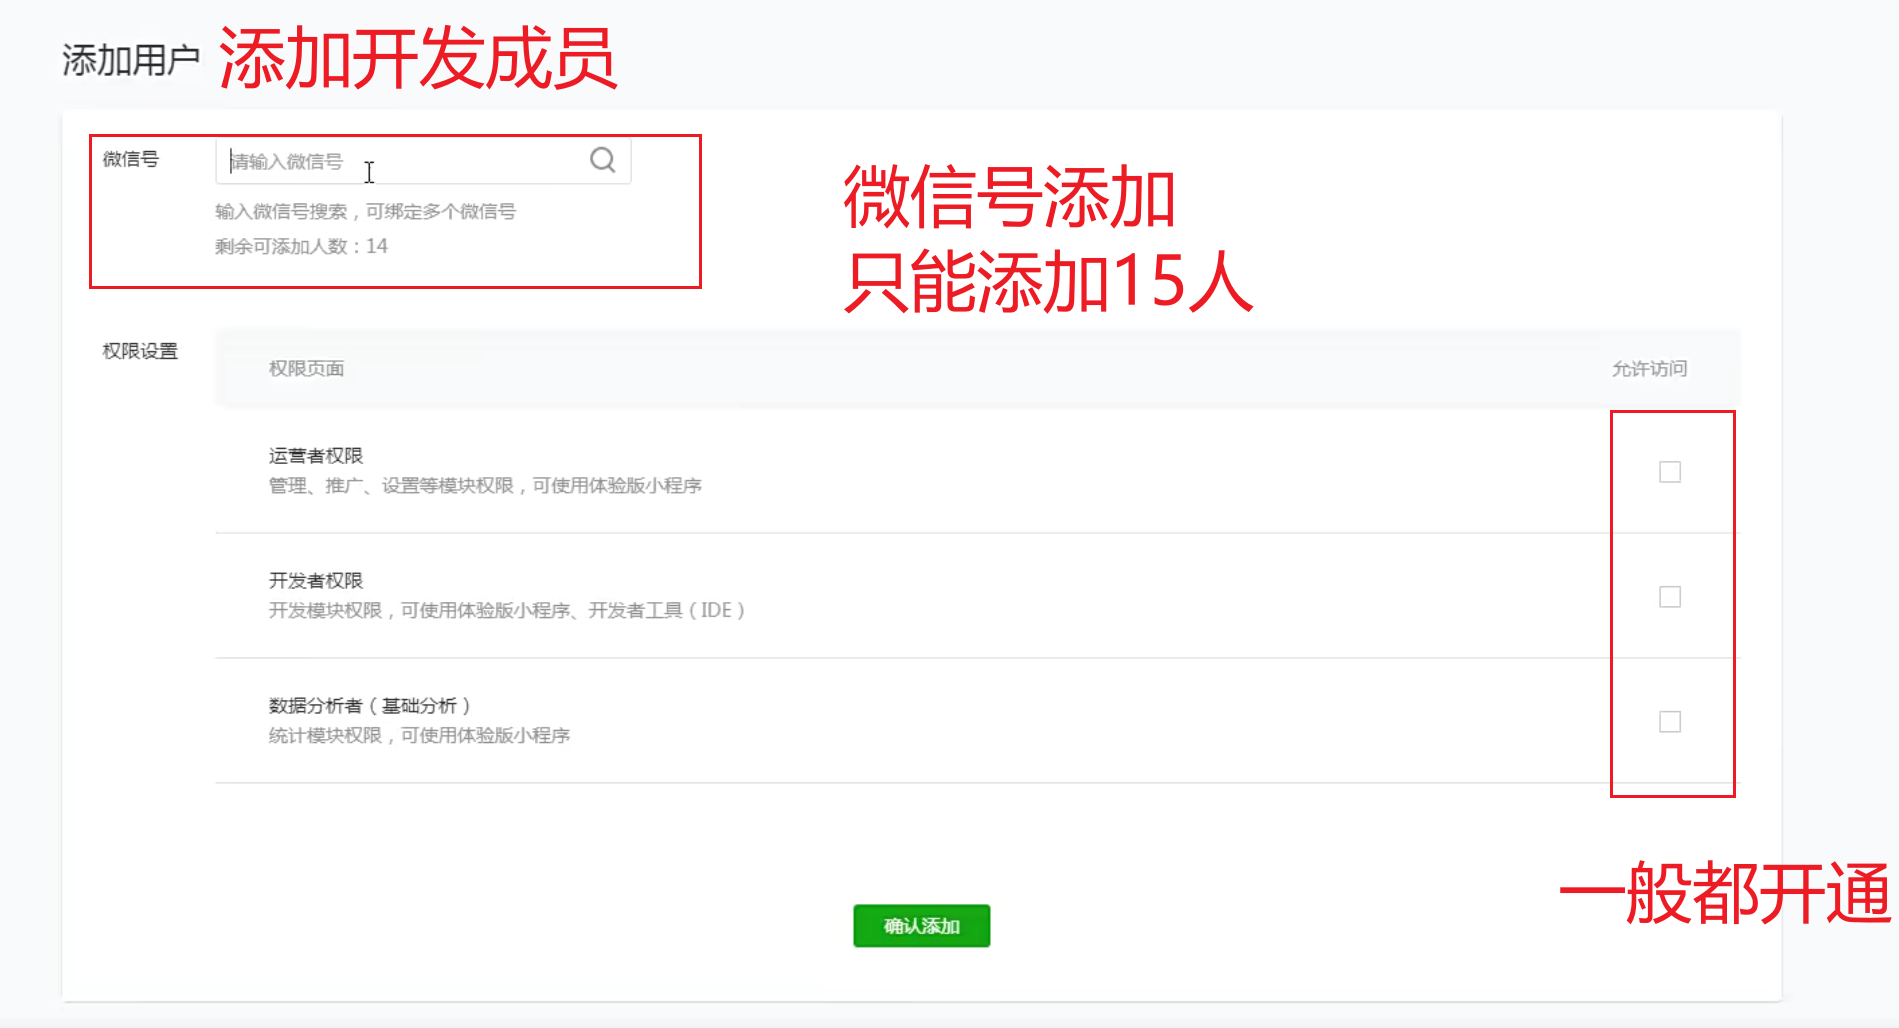 添加用户 添加开发成员
微信号 请输入微信号
输入微信号搜索，可绑定多个微信号
剩余可添加人数：14
微信号添加
只能添加15人
权限设置
权限页面 允许访问
运营者权限
管理、推广、设置等模块权限，可使用体验版小程序
开发者权限
开发模块权限，可使用体验版小程序、开发者工具（IDE）
数据分析者（基础分析）
统计模块权限，可使用体验版小程序
一般都开通
确认添加